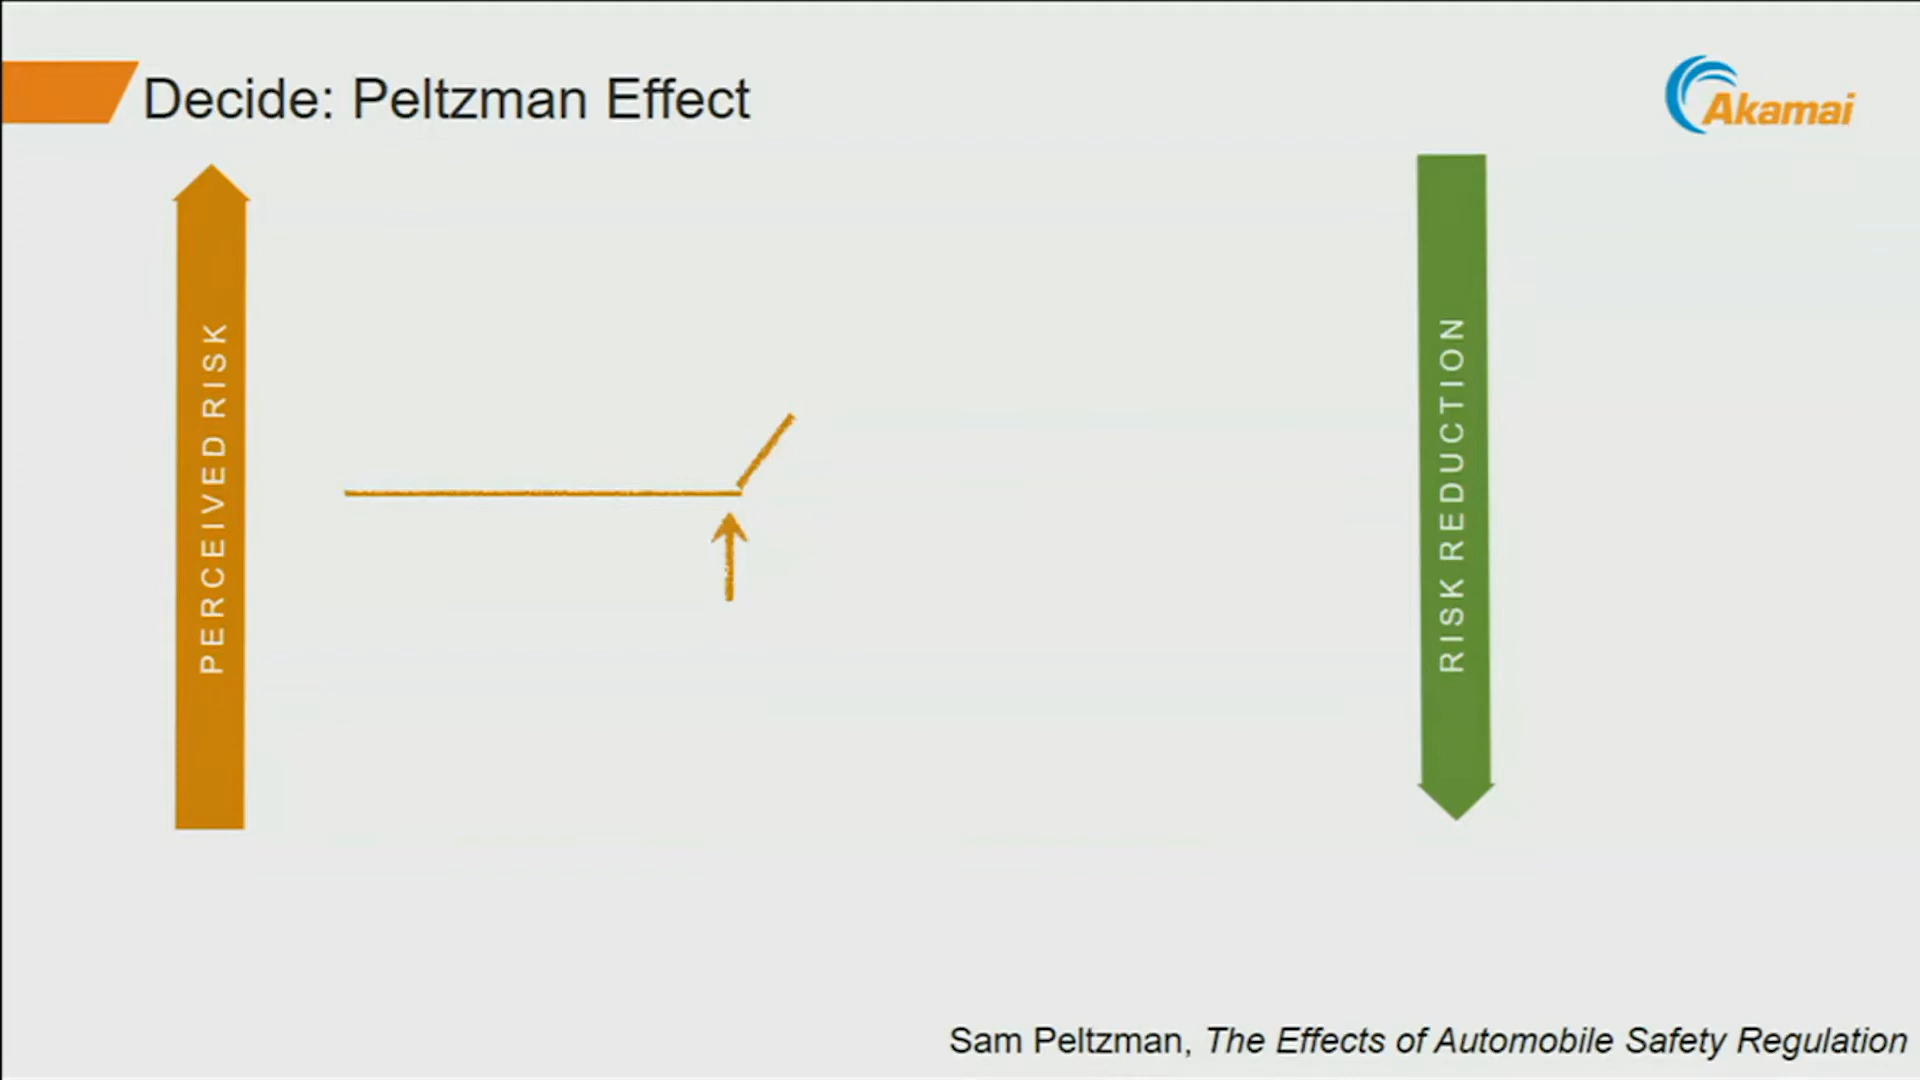 Decide: Peltzman Effect
Akamai
PERCEIVED RISK
RISK REDUCTION
Sam Peltzman, The Effects of Automobile Safety Regulation